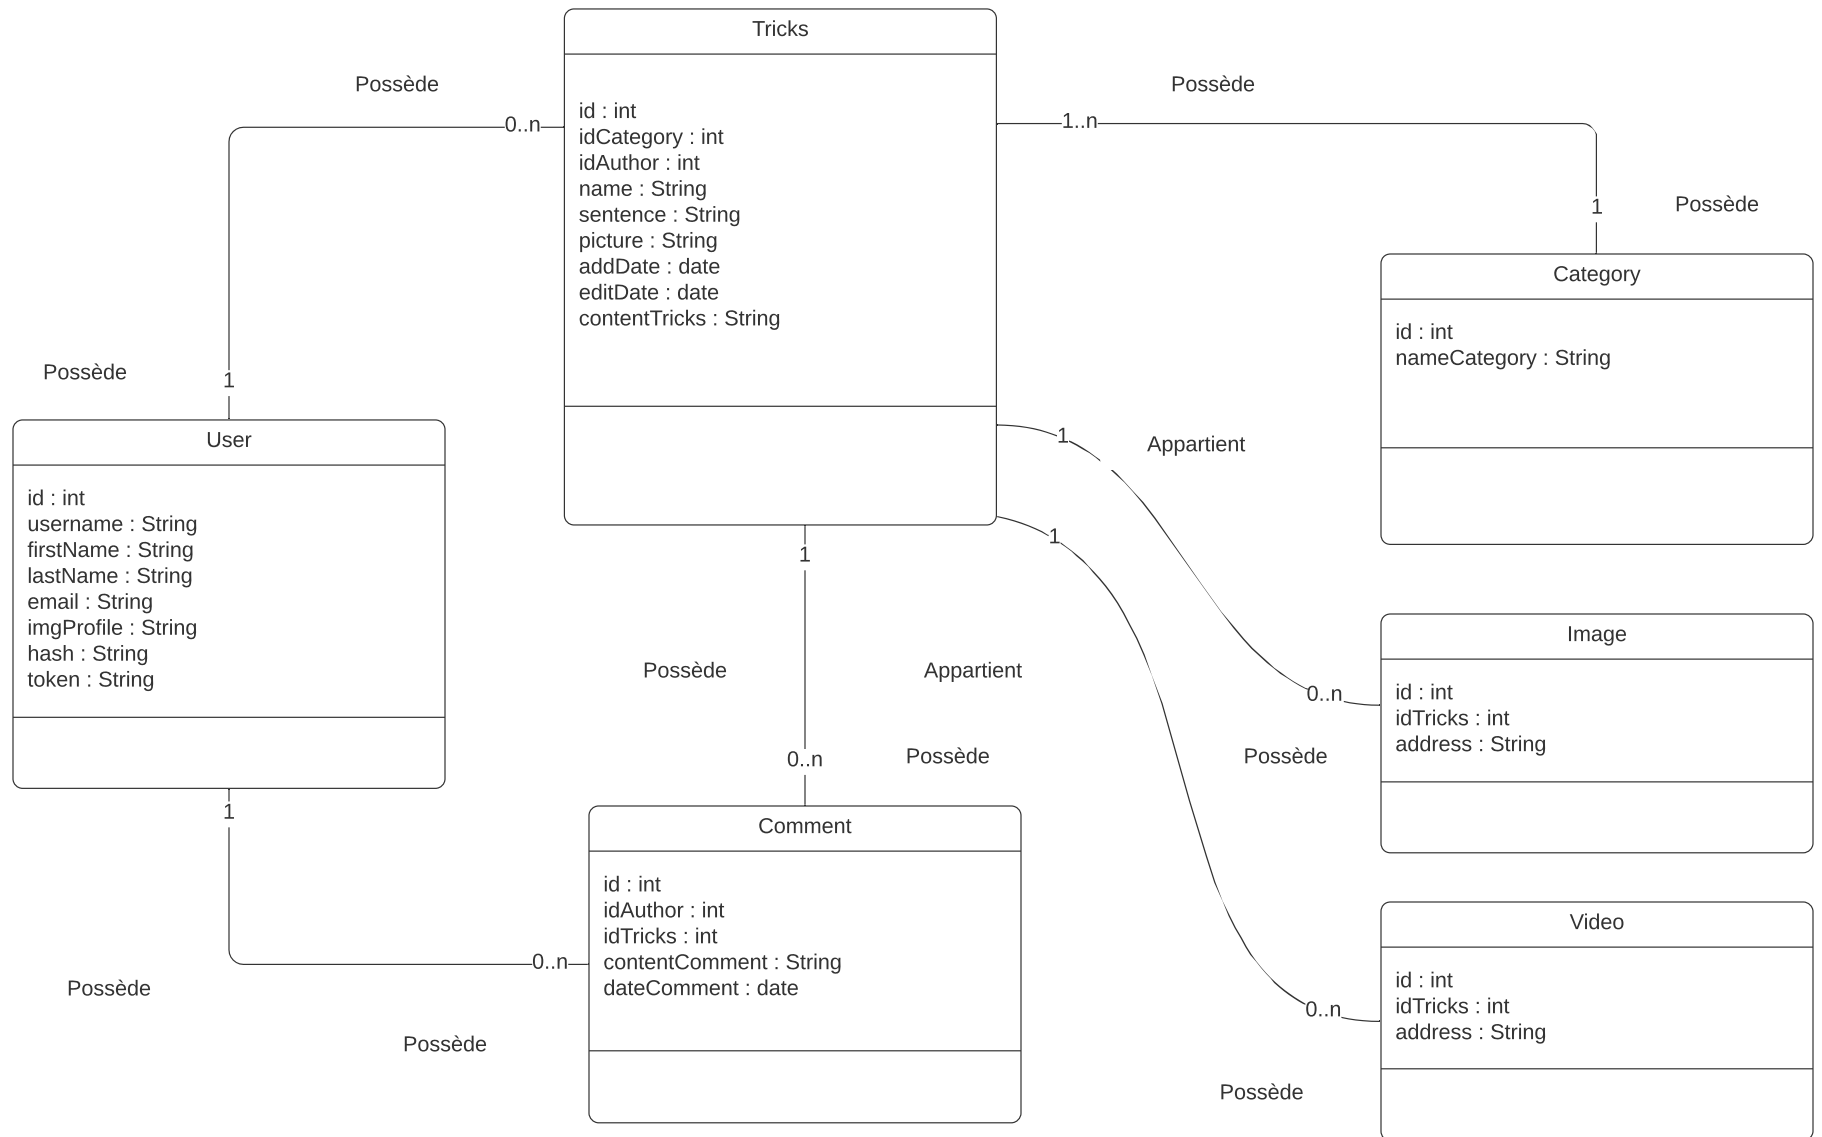 Tricks
id : int
idCategory : int
idAuthor : int
name : String
sentence : String
picture : String
addDate : date
editDate : date
contentTricks : String
Possède
0..n
Possède
1..n
1
Possède
Category
id : int
nameCategory : String
Possède
1
User
id : int
username : String
firstName : String
lastName : String
email : String
imgProfile : String
hash : String
token : String
1
Appartient
1
1
Possède
Appartient
0..n
Possède
0..n
Possède
Image
id : int
idTricks : int
address : String
1
Possède
0..n
Possède
Comment
id : int
idAuthor : int
idTricks : int
contentComment : String
dateComment : date
0..n
Possède
Video
id : int
idTricks : int
address : String